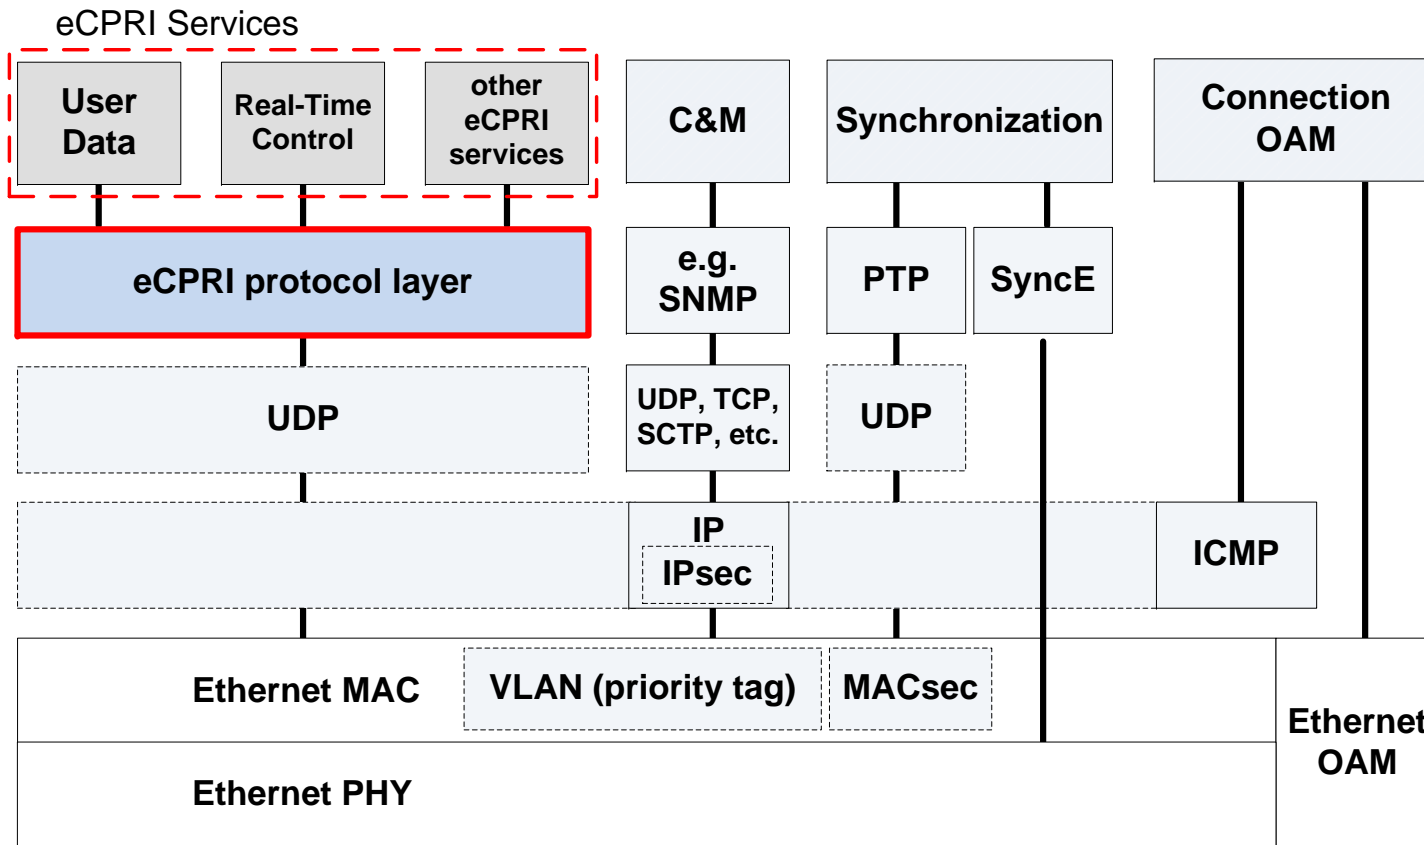 eCPRI Services
User
Data
Real-Time
Control
other
eCPRI
services
C&M
Synchronization
Connection
OAM
eCPRI protocol layer
e.g.
SNMP
PTP
SyncE
UDP
UDP, TCP,
SCTP, etc.
UDP
IP
IPsec
ICMP
Ethernet MAC
VLAN (priority tag)
MACsec
Ethernet
OAM
Ethernet PHY